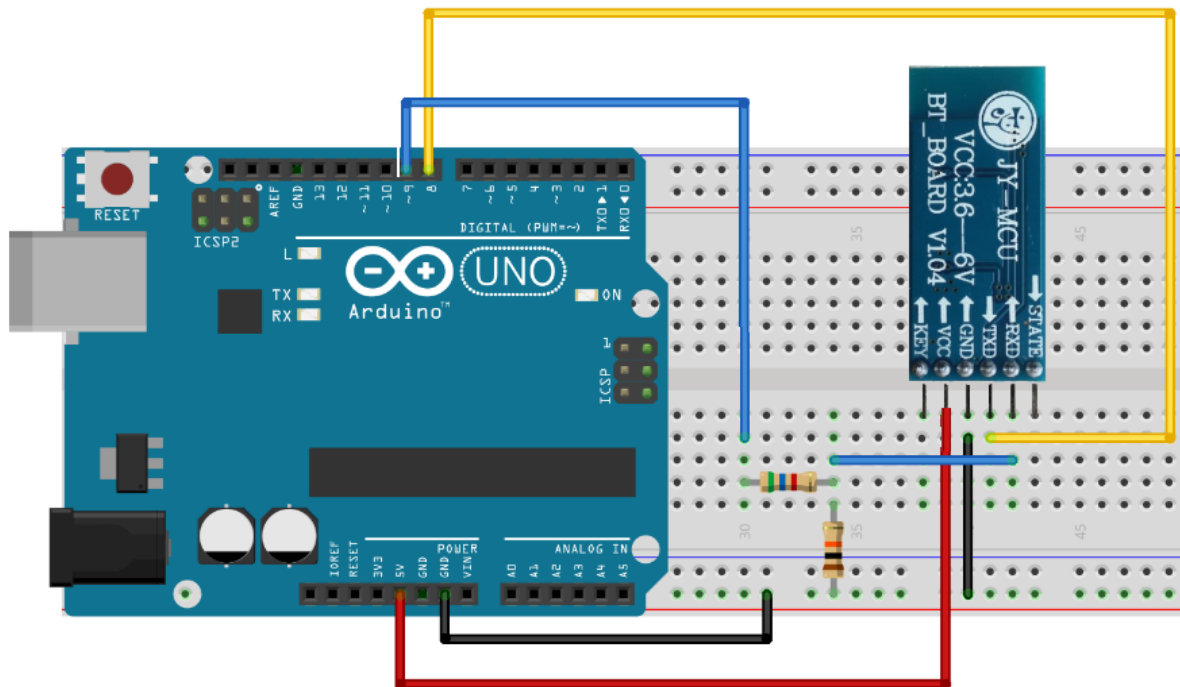 RESET
ICSP2
AREF
GND
13
12
~11
~10
~9
8
7
~6
~5
4
~3
2
TX0▶1
RX0◀0
DIGITAL (PWM=~)
L
TX
RX
UNO
Arduino™
ON
1
ICSP
IOREF
RESET
3V3
5V
GND
GND
VIN
POWER
ANALOG IN
A0
A1
A2
A3
A4
A5
JY-MCU
VCC:3.6--6V
BT_BOARD V1.04
KEY
VCC
GND
TXD
RXD
STATE
35
45
30
35
45